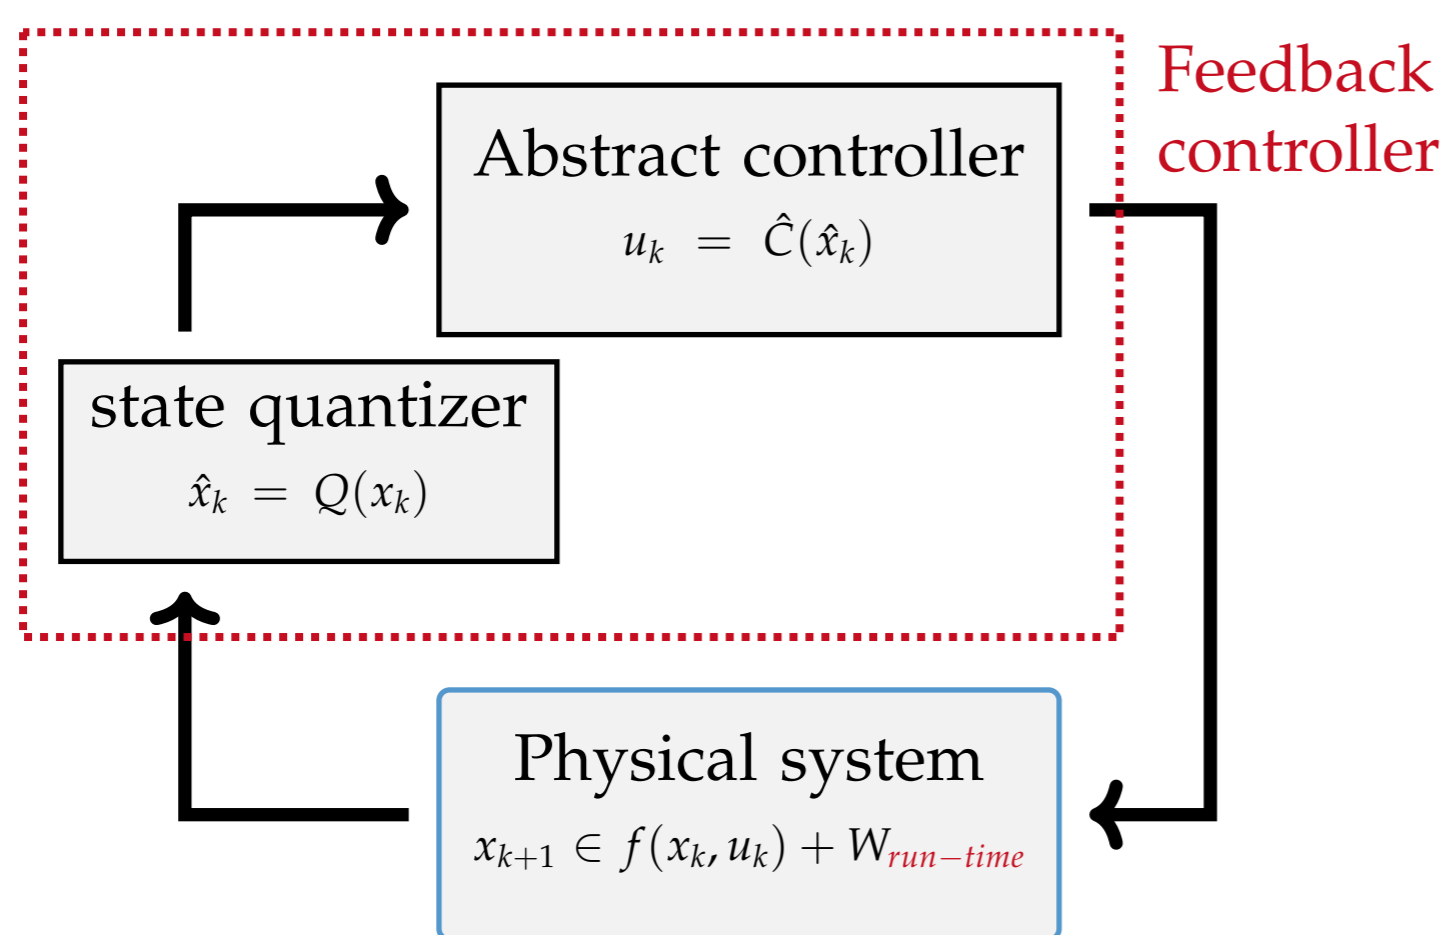 Feedback
controller
Abstract controller
u_k = Ĉ(x̂_k)
state quantizer
x̂_k = Q(x_k)
Physical system
x_{k+1} ∈ f(x_k, u_k) + W_{run−time}